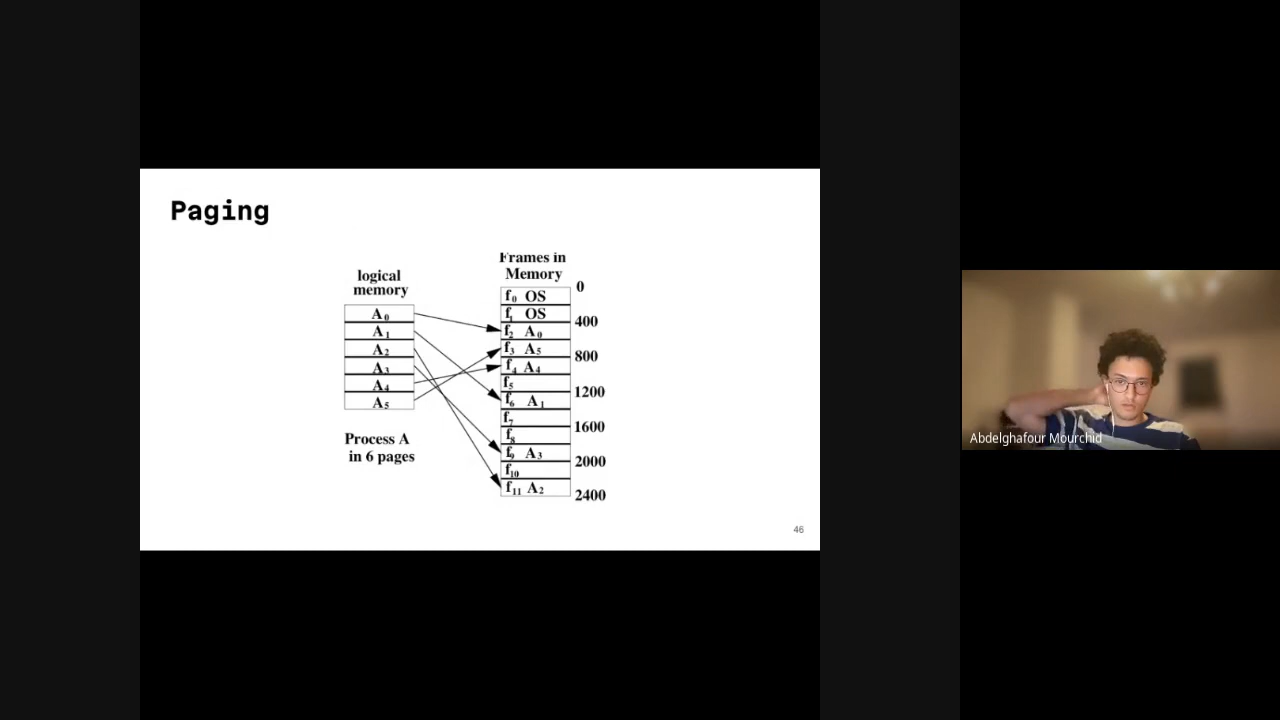 Paging
logical
memory
A0
A1
A2
A3
A4
A5
Process A
in 6 pages
Frames in
Memory
f0 OS
f1 OS
f2 A0
f3 A5
f4 A4
f5
f6 A1
f7
f8
f9 A3
f10
f11 A2
0
400
800
1200
1600
2000
2400
46
Abdelghafour Mourchid